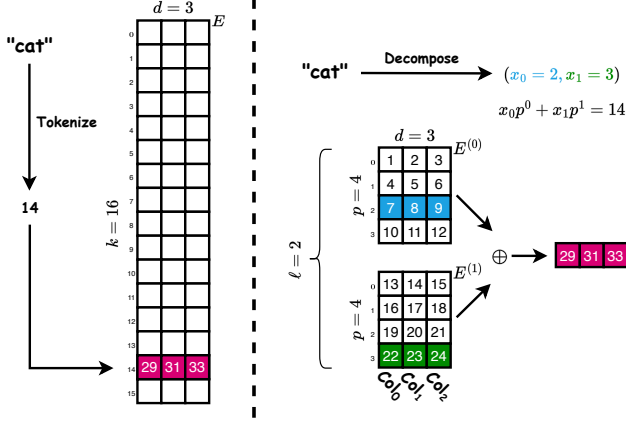 d = 3
E
"cat"
Tokenize
14
k = 16
0
1
2
3
4
5
6
7
8
9
10
11
12
13
14
15
29 31 33
"cat"
Decompose
(x₀ = 2, x₁ = 3)
x₀p⁰ + x₁p¹ = 14
d = 3
E⁽⁰⁾
p = 4
0 1 2 3
1 4 5 6
2 7 8 9
3 10 11 12
ℓ = 2
⊕
29 31 33
E⁽¹⁾
p = 4
0 13 14 15
1 16 17 18
2 19 20 21
3 22 23 24
Col₀ Col₁ Col₂